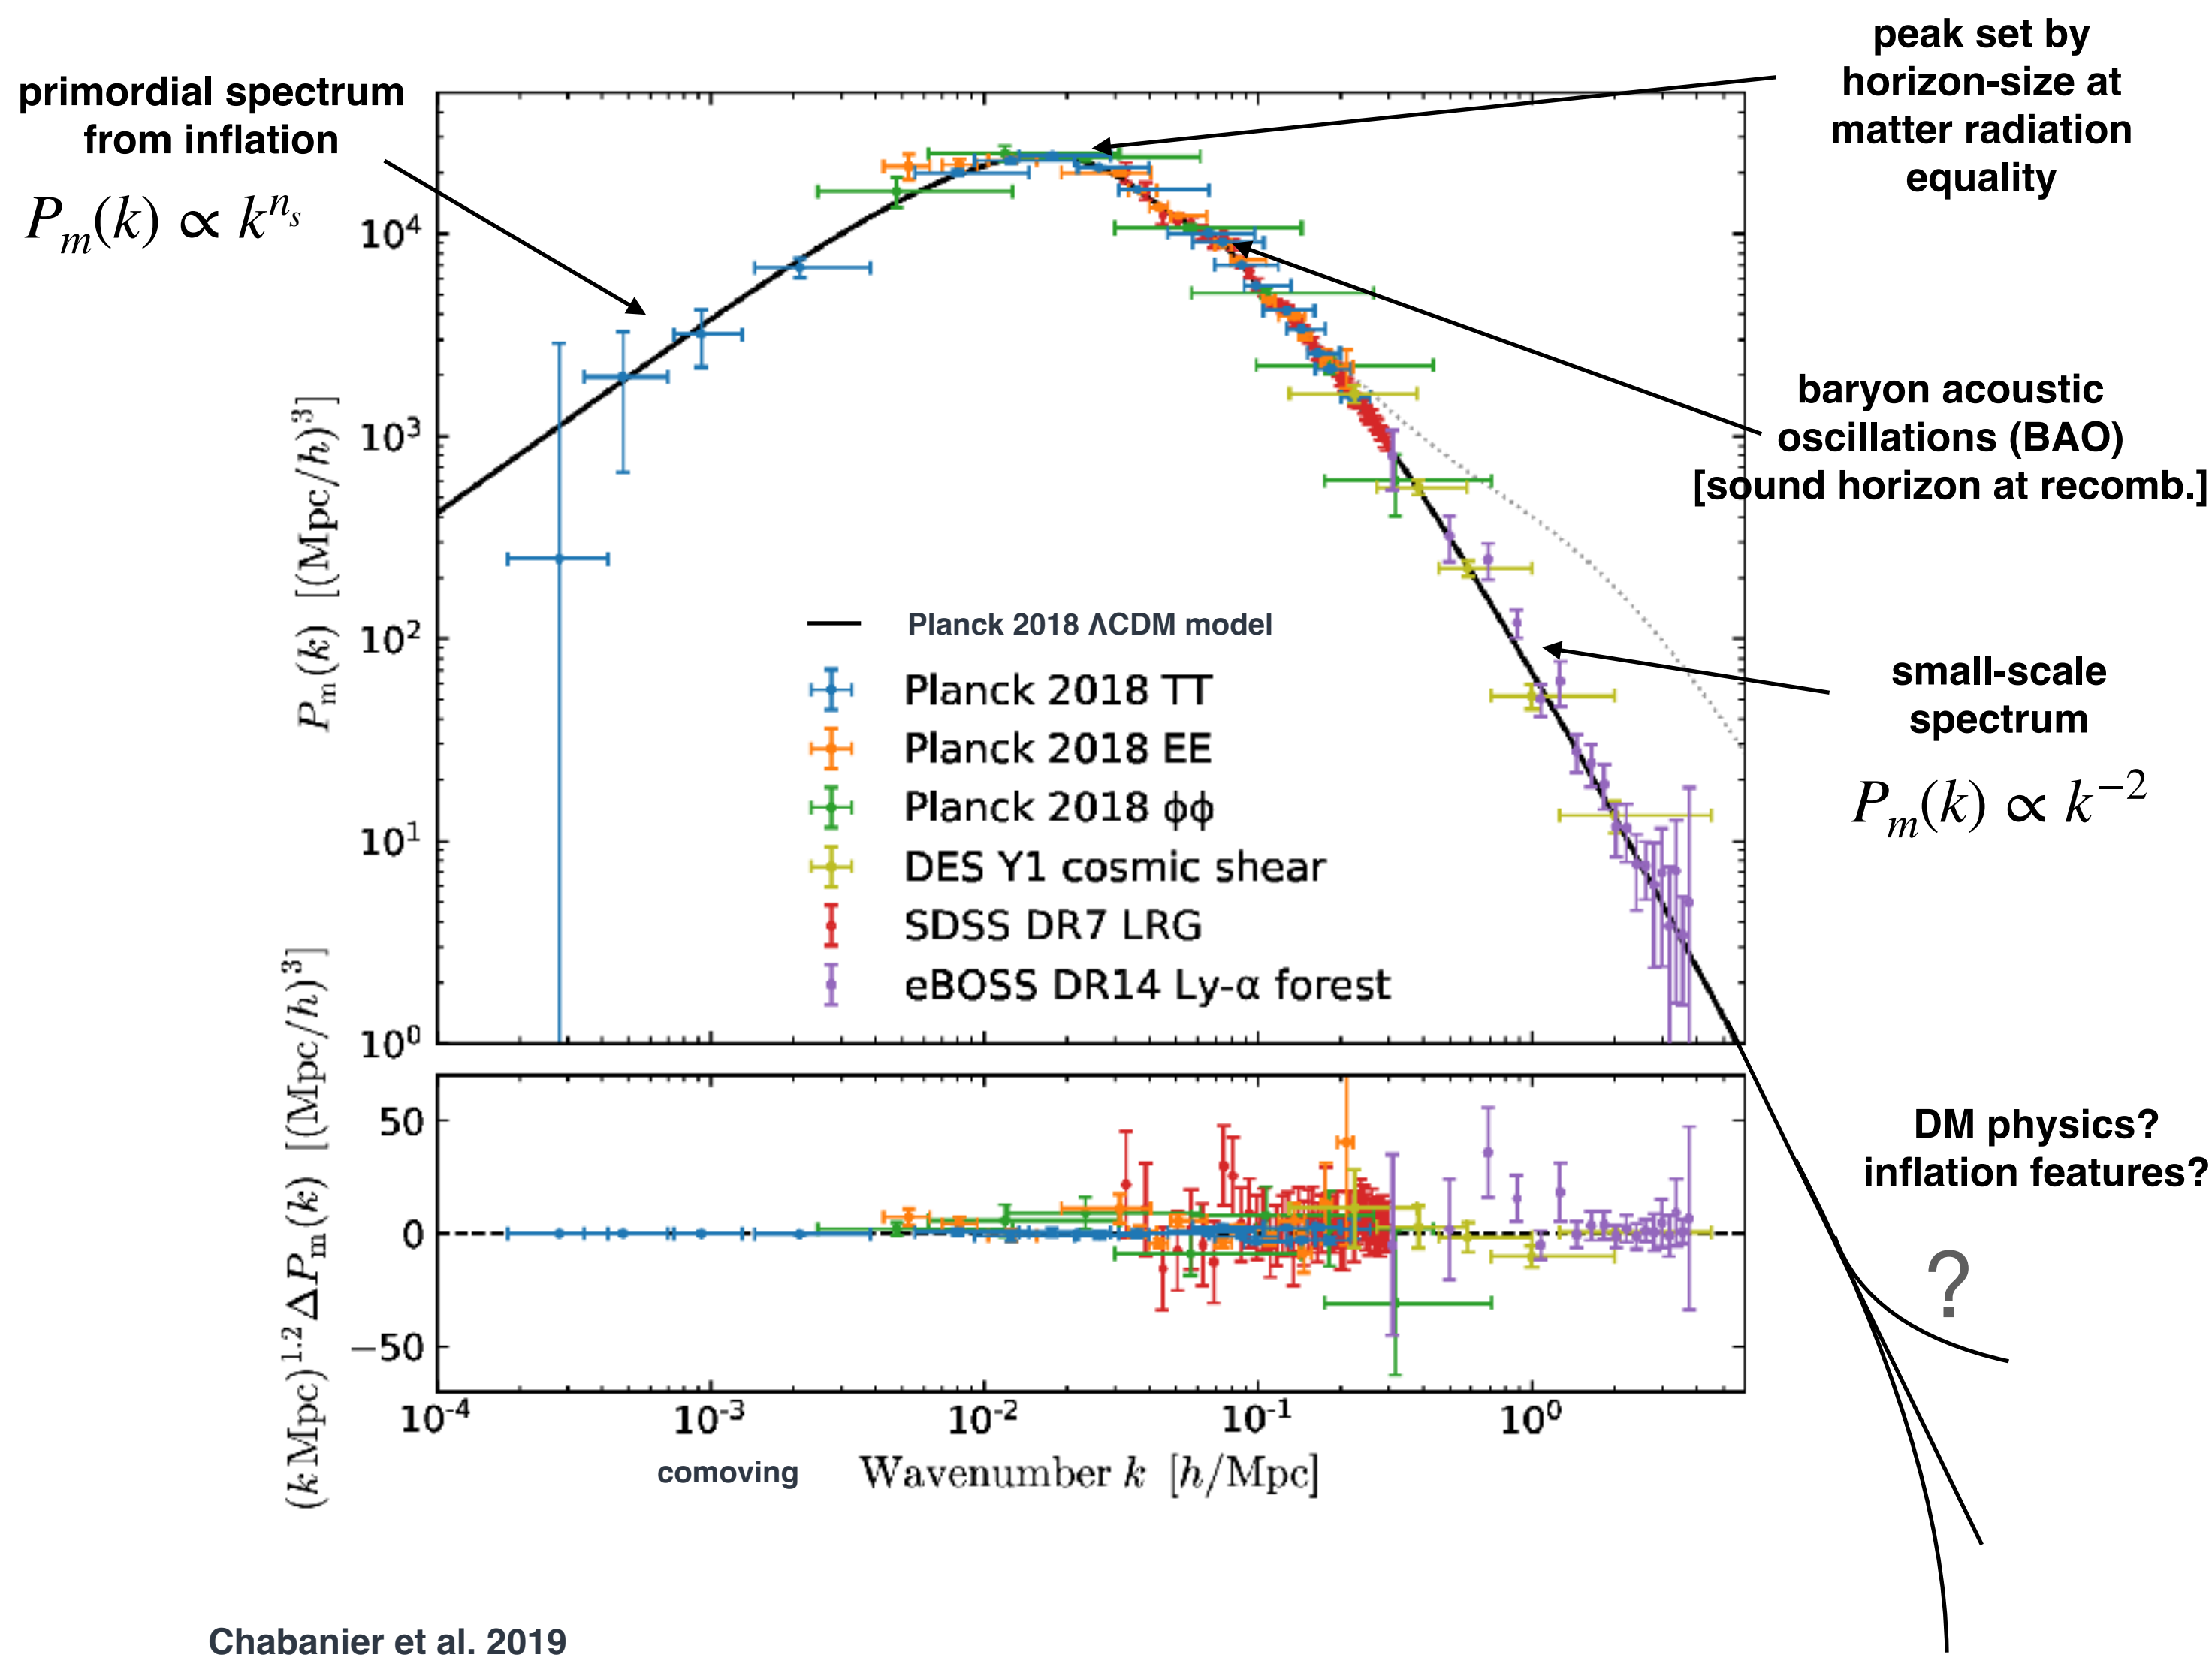 primordial spectrum
from inflation
P_m(k) ∝ k^{n_s}
peak set by
horizon-size at
matter radiation
equality
baryon acoustic
oscillations (BAO)
[sound horizon at recomb.]
small-scale
spectrum
P_m(k) ∝ k^{−2}
DM physics?
inflation features?
?
P_m(k) [(Mpc/h)^3]
10^4
10^3
10^2
10^1
10^0
Planck 2018 ΛCDM model
Planck 2018 TT
Planck 2018 EE
Planck 2018 ϕϕ
DES Y1 cosmic shear
SDSS DR7 LRG
eBOSS DR14 Ly-α forest
(k Mpc)^{1.2} ΔP_m(k) [(Mpc/h)^3]
50
0
−50
10^{-4} 10^{-3} 10^{-2} 10^{-1} 10^0
comoving Wavenumber k [h/Mpc]
Chabanier et al. 2019